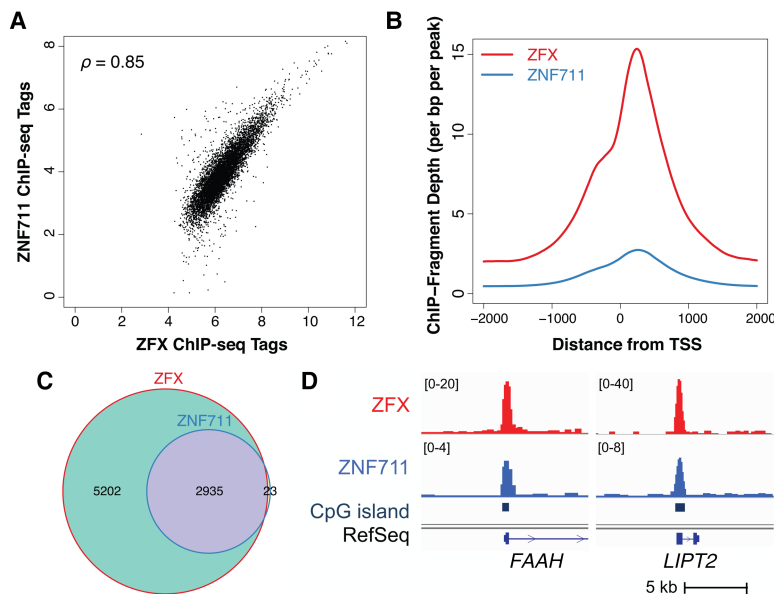 A
ρ = 0.85
ZNF711 ChIP-seq Tags
8
6
4
2
0
0 2 4 6 8 10 12
ZFX ChIP-seq Tags
B
ZFX
ZNF711
ChIP−Fragment Depth (per bp per peak)
15
10
5
0
−2000 −1000 0 1000 2000
Distance from TSS
C
ZFX
ZNF711
5202 2935 23
D
[0-20] [0-40]
ZFX
[0-4] [0-8]
ZNF711
CpG island
RefSeq
FAAH LIPT2
5 kb